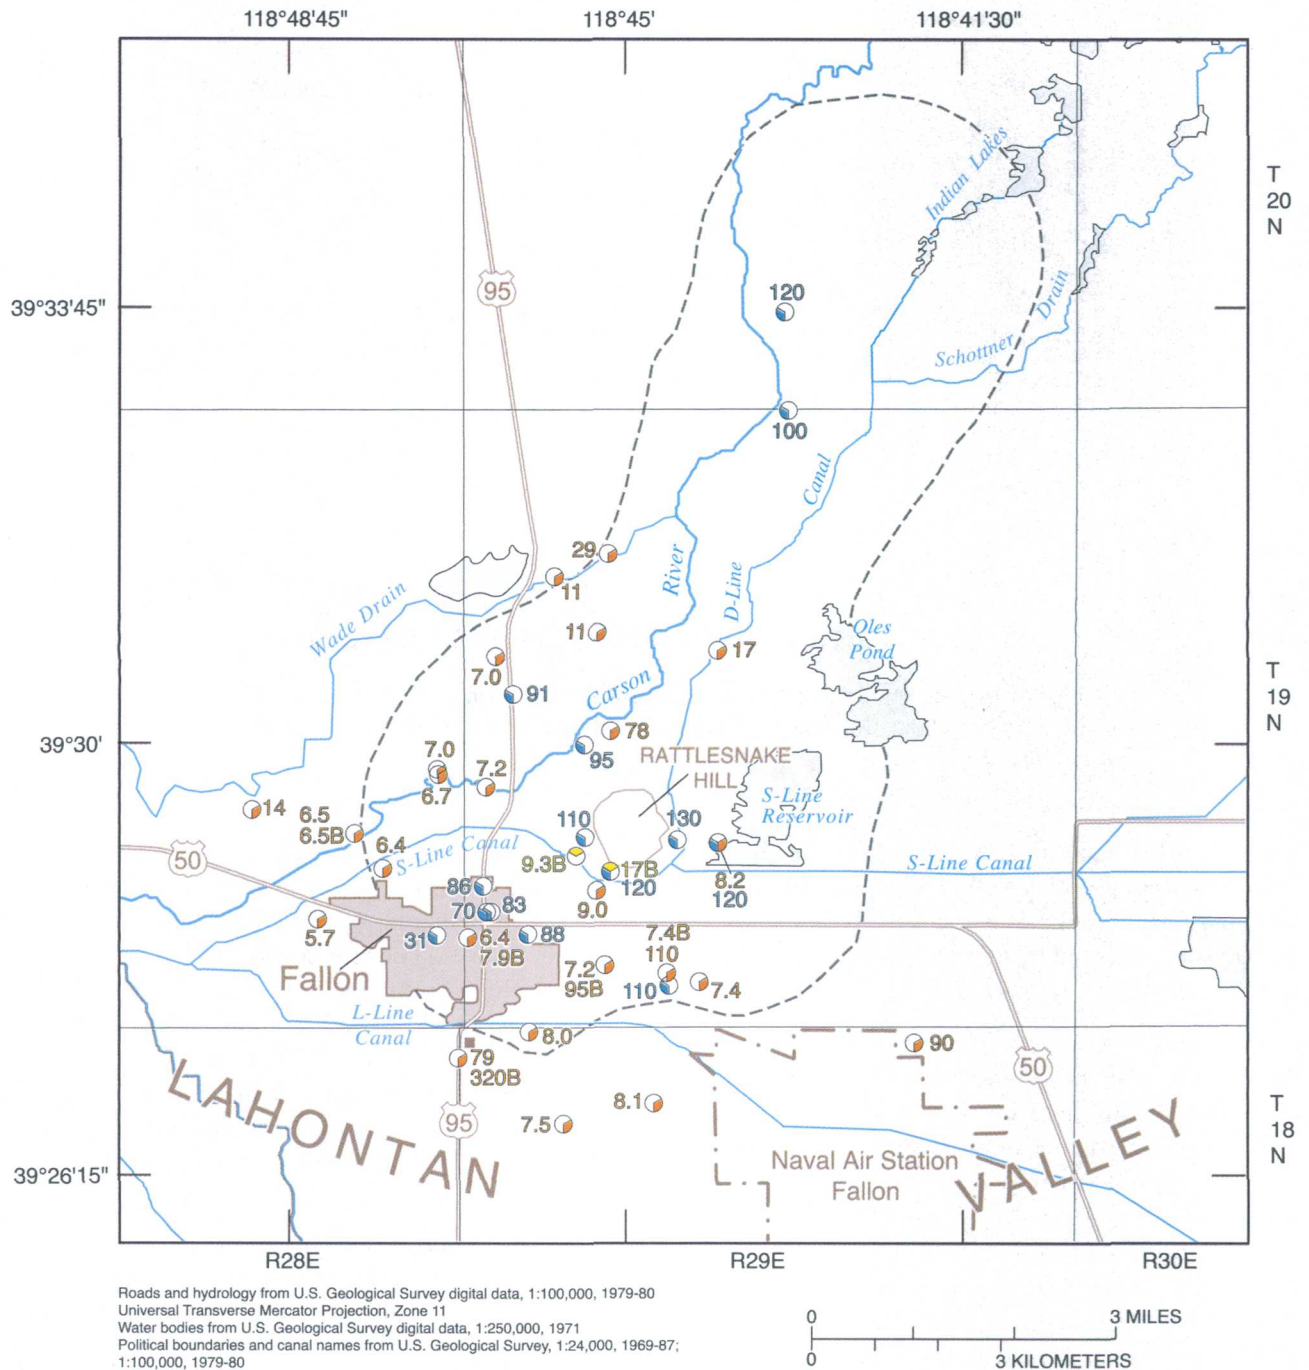 118°48'45"
118°45'
118°41'30"
Indian Lakes
T
20
N
95
120
39°33'45"
Drain
Schottner
100
Canal
29
River
11
D-Line
Wade Drain
11
Oles
Pond
17
7.0
T
19
N
91
Carson
78
39°30'
95
RATTLESNAKE
HILL
7.0
7.2
6.7
S-Line
Reservoir
14
6.5
6.5B
110
130
6.4
S-Line Canal
50
9.3B
17B
120
S-Line Canal
8.2
120
86
9.0
83
70
5.7
31
6.4
7.9B
88
7.4B
110
Fallon
7.2
95B
110
7.4
L-Line
Canal
8.0
90
79
320B
50
LAHONTAN
8.1
T
18
N
95
7.5
Naval Air Station
Fallon
VALLEY
39°26'15"
R28E
R29E
R30E
Roads and hydrology from U.S. Geological Survey digital data, 1:100,000, 1979-80
Universal Transverse Mercator Projection, Zone 11
Water bodies from U.S. Geological Survey digital data, 1:250,000, 1971
Political boundaries and canal names from U.S. Geological Survey, 1:24,000, 1969-87;
1:100,000, 1979-80
0
3 MILES
0
3 KILOMETERS